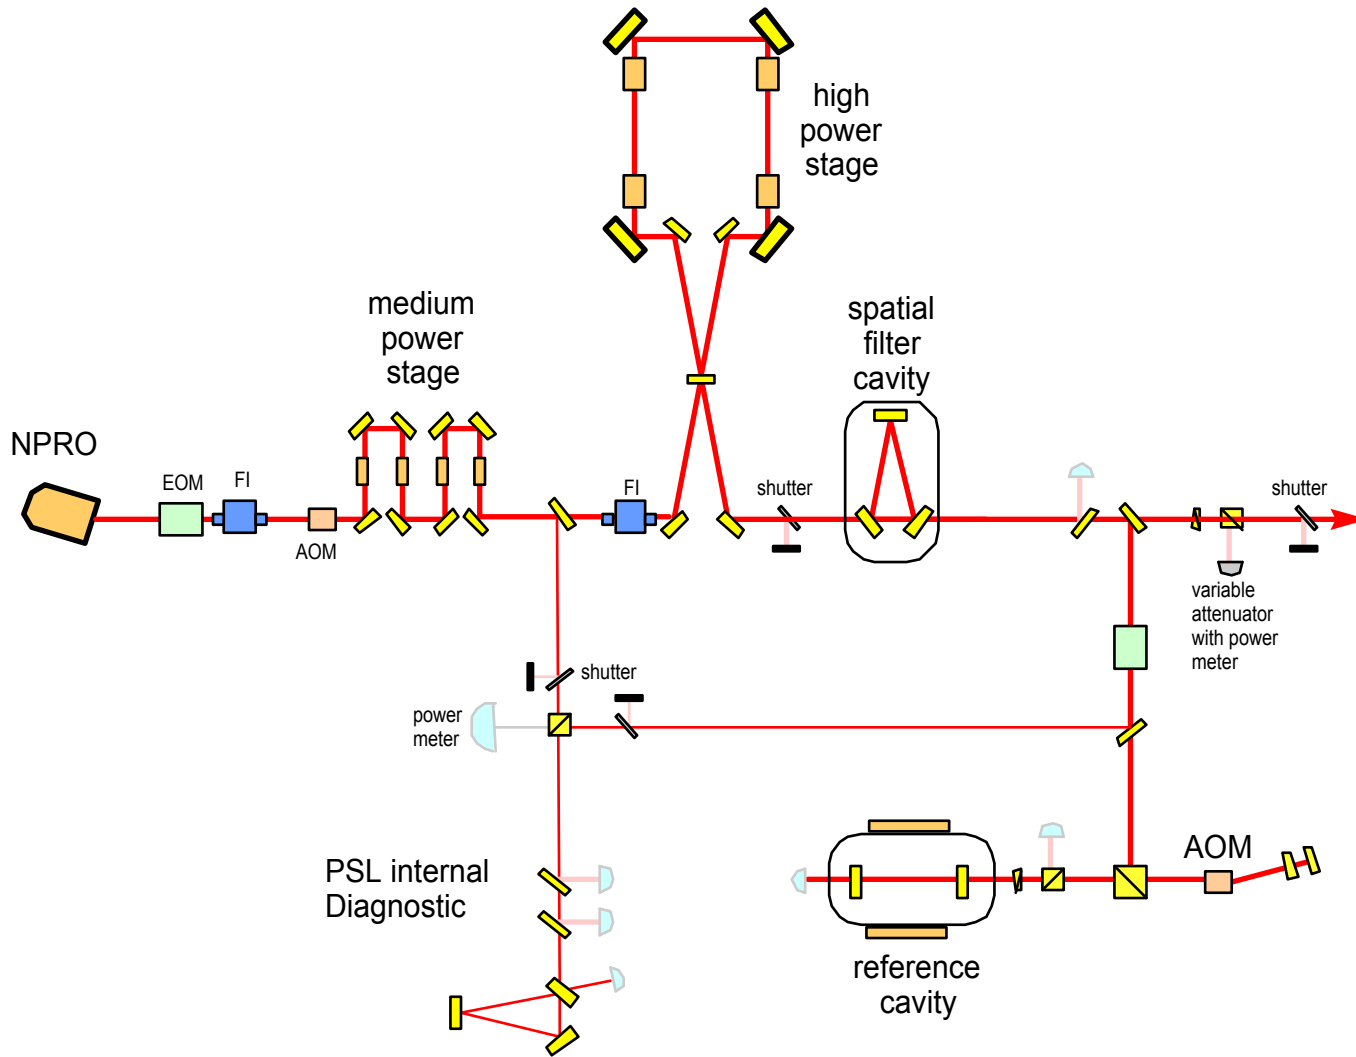 high
power
stage
medium
power
stage
spatial
filter
cavity
NPRO
EOM
FI
AOM
FI
shutter
shutter
variable
attenuator
with power
meter
shutter
power
meter
PSL internal
Diagnostic
AOM
reference
cavity